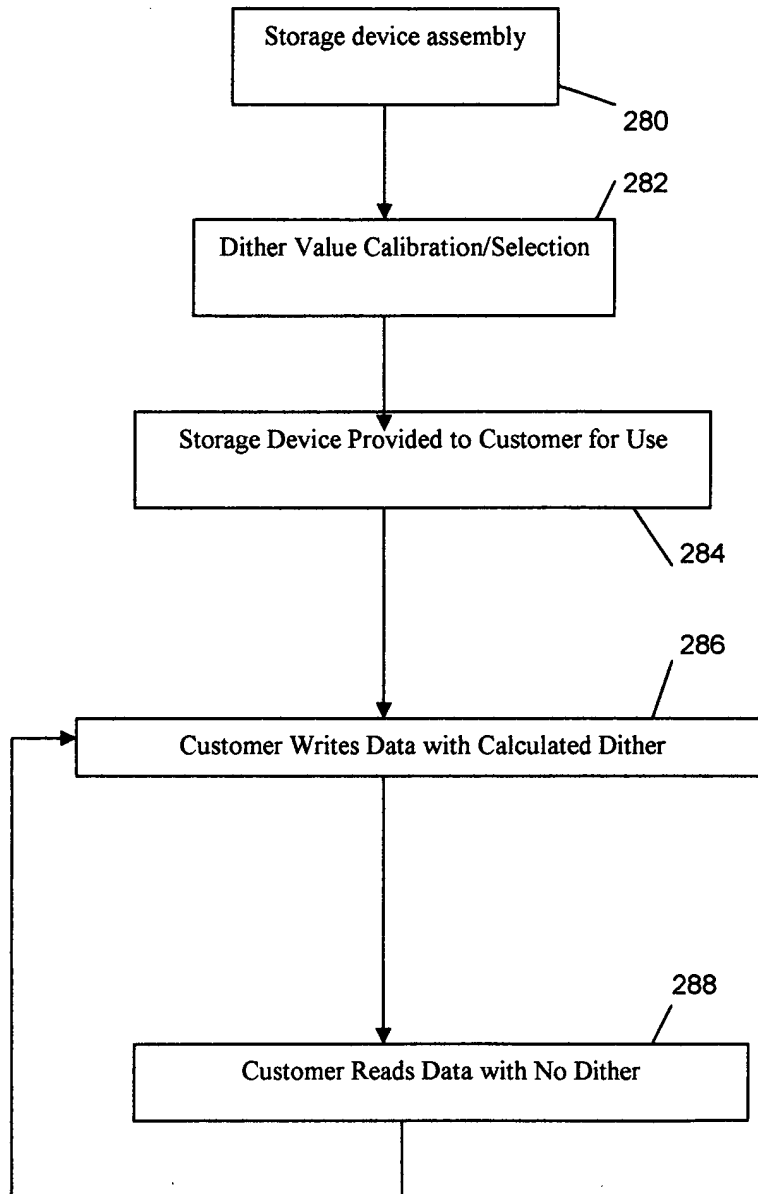 Storage device assembly
280
282
Dither Value Calibration/Selection
Storage Device Provided to Customer for Use
284
286
Customer Writes Data with Calculated Dither
288
Customer Reads Data with No Dither